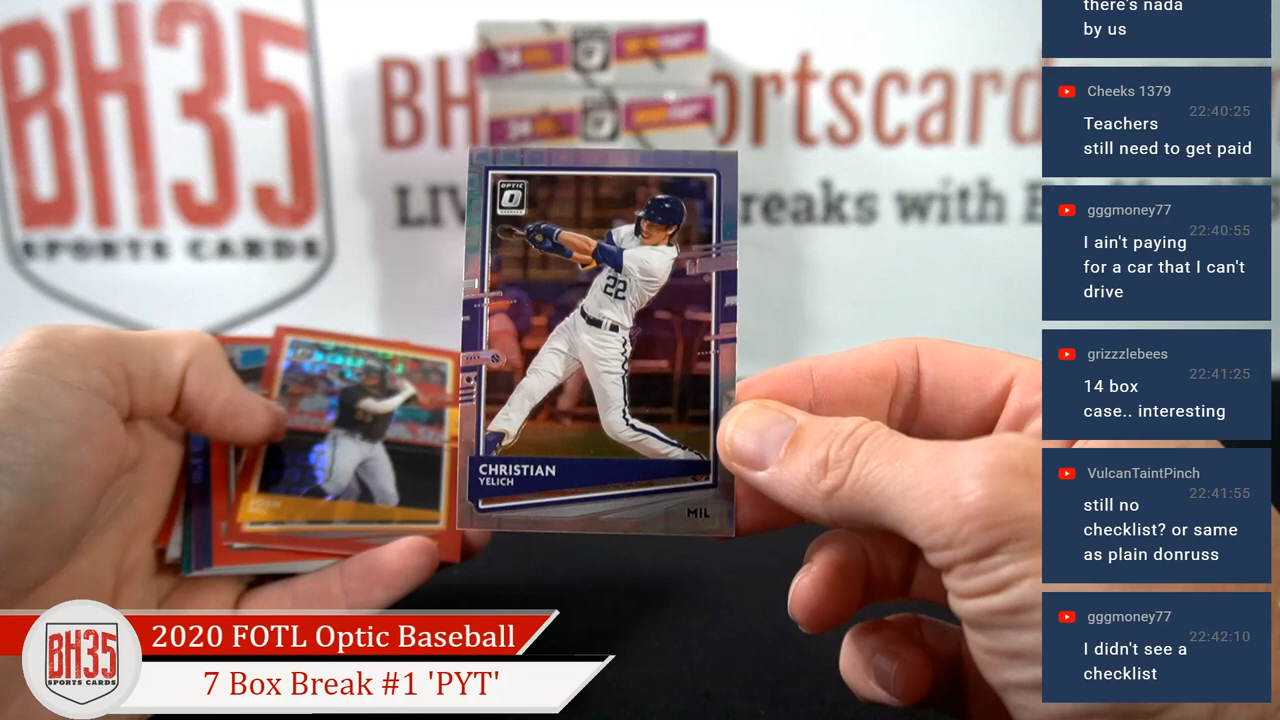 BH35
SPORTS CARDS
LIV
reaks with
OPTIC
22
CHRISTIAN
YELICH
MIL
there's nada
by us
Cheeks 1379
22:40:25
Teachers
still need to get paid
gggmoney77
22:40:55
I ain't paying
for a car that I can't
drive
grizzzlebees
22:41:25
14 box
case.. interesting
VulcanTaintPinch
22:41:55
still no
checklist? or same
as plain donruss
gggmoney77
22:42:10
I didn't see a
checklist
BH35
SPORTS CARDS
2020 FOTL Optic Baseball
7 Box Break #1 'PYT'